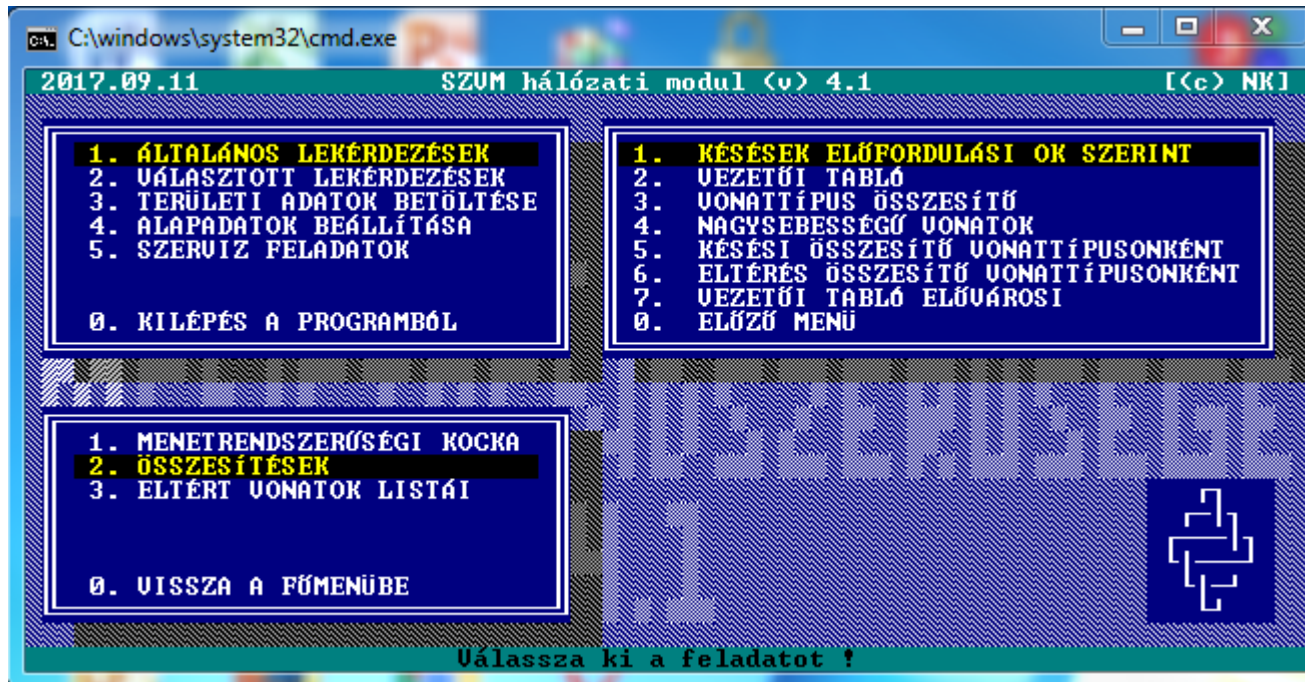 C:\windows\system32\cmd.exe
2017.09.11 SZVM hálózati modul (v) 4.1 [(c) NK]
1. ÁLTALÁNOS LEKÉRDEZÉSEK
2. VÁLASZTOTT LEKÉRDEZÉSEK
3. TERÜLETI ADATOK BETÖLTÉSE
4. ALAPADATOK BEÁLLÍTÁSA
5. SZERVIZ FELADATOK
0. KILÉPÉS A PROGRAMBÓL
1. KÉSÉSEK ELŐFORDULÁSI OK SZERINT
2. VEZETŐI TABLÓ
3. VONATTÍPUS ÖSSZESÍTŐ
4. NAGYSEBESSÉGŰ VONATOK
5. KÉSÉSI ÖSSZESÍTŐ VONATTÍPUSONKÉNT
6. ELTÉRÉS ÖSSZESÍTŐ VONATTÍPUSONKÉNT
7. VEZETŐI TABLÓ ELŐVÁROSI
0. ELŐZŐ MENÜ
1. MENETRENDSZERŰSÉGI KOCKA
2. ÖSSZESÍTÉSEK
3. ELTÉRT VONATOK LISTÁI
0. VISSZA A FŐMENÜBE
Válassza ki a feladatot !